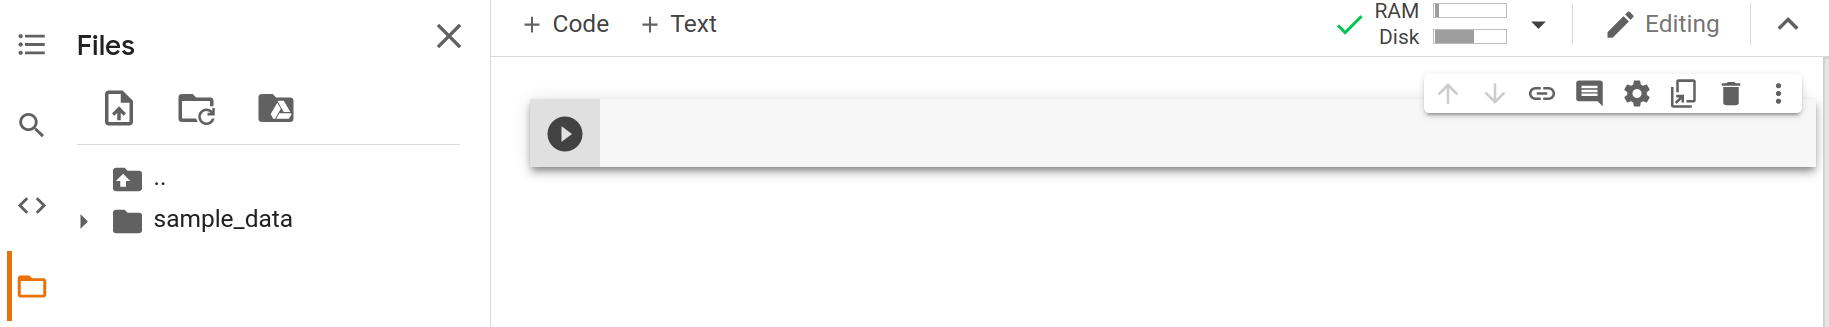 Files
..
sample_data
+ Code + Text
RAM
Disk
Editing